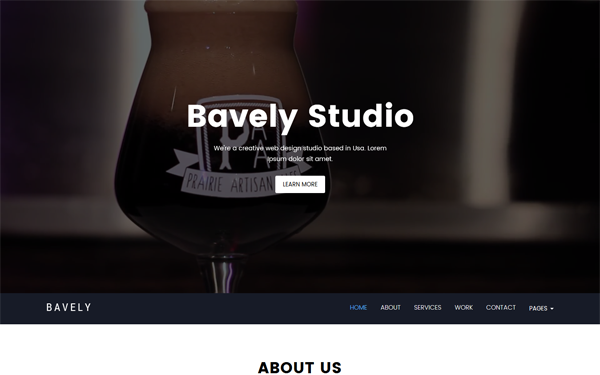 Bavely Studio
We're a creative web design studio based in Usa. Lorem
Ipsum dolor sit amet.
PRAIRIE ARTISAN
LEARN MORE
BAVELY
HOME
ABOUT
SERVICES
WORK
CONTACT
PAGES
ABOUT US